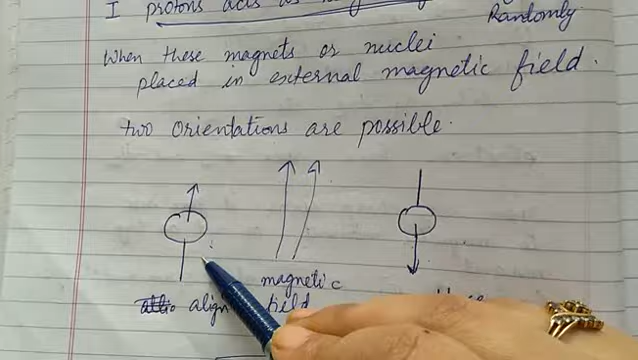 I protons acts as
Randomly
When these magnets or nuclei
placed in external magnetic field.
two orientations are possible.
magnetic
field